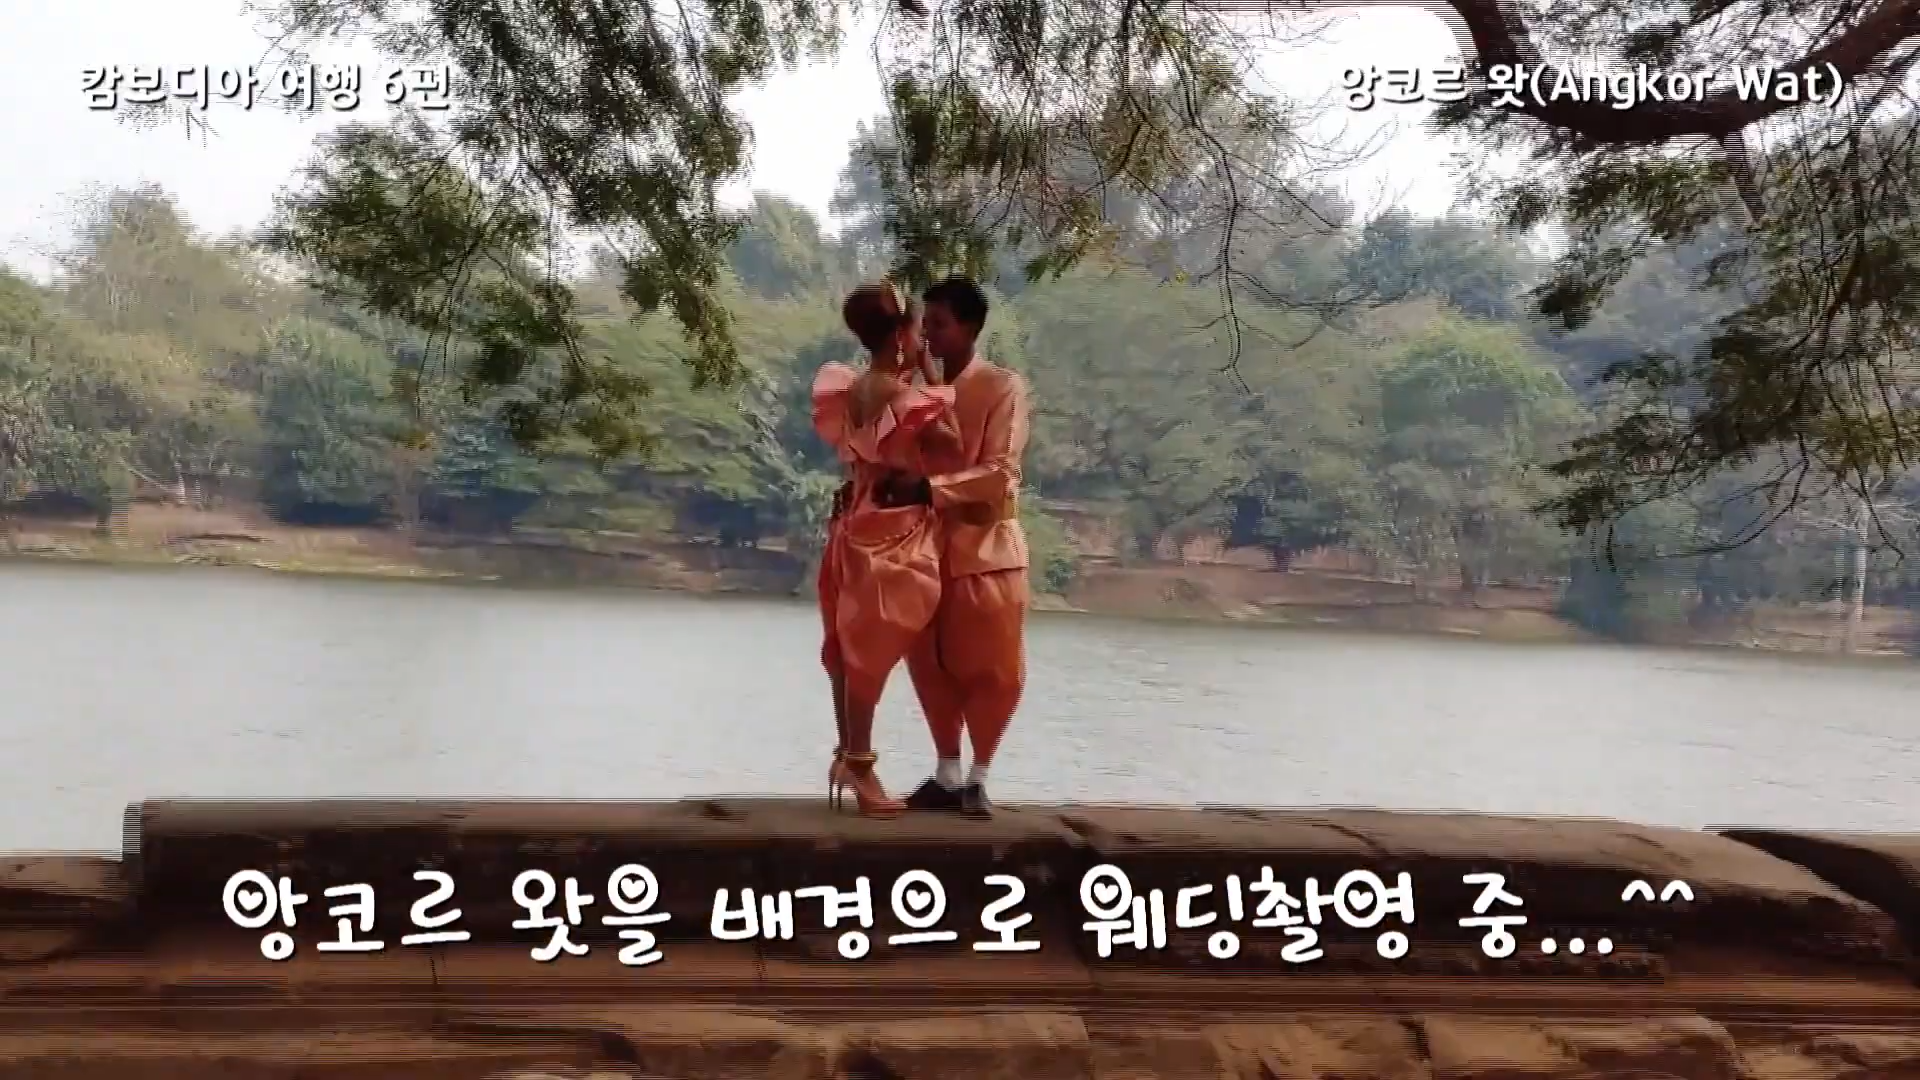 캄보디아 여행 6편
앙코르 왓(Angkor Wat)
앙코르 왓을 배경으로 웨딩촬영 중...^^